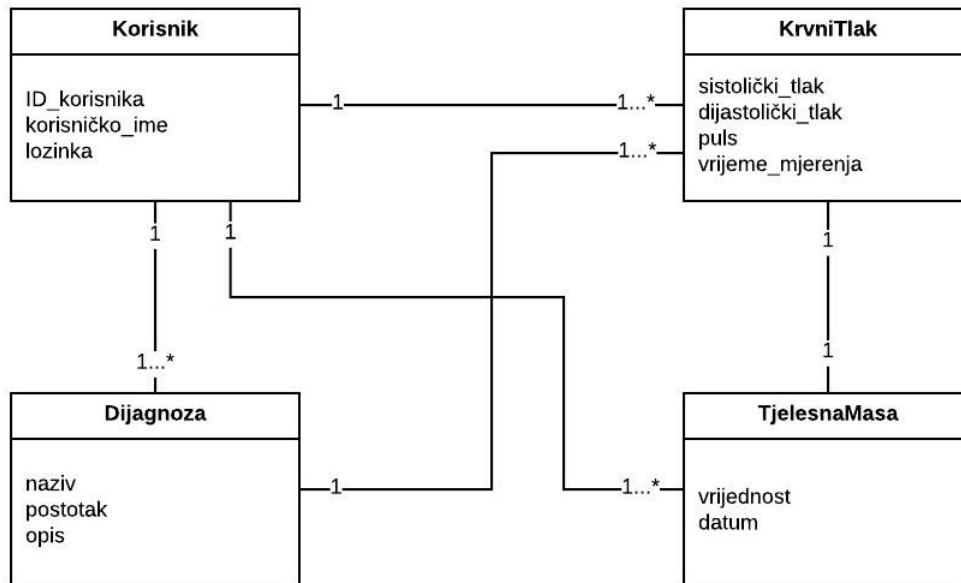 Korisnik
ID_korisnika
korisničko_ime
lozinka
KrvniTlak
sistolički_tlak
dijastolički_tlak
puls
vrijeme_mjerenja
1
1...*
1...*
1
1
1
1...*
1
Dijagnoza
naziv
postotak
opis
1
1...*
TjelesnaMasa
vrijednost
datum